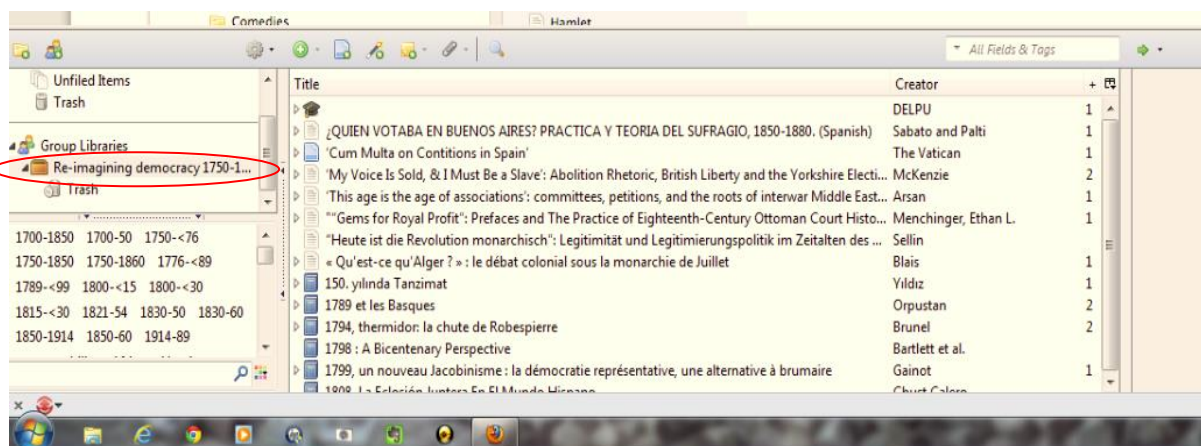 Comedies Hamlet
All Fields & Tags
Unfiled Items
Trash
Group Libraries
Re-imagining democracy 1750-1...
Trash
1700-1850 1700-50 1750-<76
1750-1850 1750-1860 1776-<89
1789-<99 1800-<15 1800-<30
1815-<30 1821-54 1830-50 1830-60
1850-1914 1850-60 1914-89
Title Creator +
DELPU 1
¿QUIEN VOTABA EN BUENOS AIRES? PRACTICA Y TEORIA DEL SUFRAGIO, 1850-1880. (Spanish) Sabato and Palti 1
'Cum Multa on Contitions in Spain' The Vatican 1
'My Voice Is Sold, & I Must Be a Slave': Abolition Rhetoric, British Liberty and the Yorkshire Electi... McKenzie 2
'This age is the age of associations': committees, petitions, and the roots of interwar Middle East... Arsan 1
""Gems for Royal Profit": Prefaces and The Practice of Eighteenth-Century Ottoman Court Histo... Menchinger, Ethan L. 1
"Heute ist die Revolution monarchisch": Legitimität und Legitimierungspolitik im Zeitalten des ... Sellin
« Qu'est-ce qu'Alger ? » : le débat colonial sous la monarchie de Juillet Blais 1
150. yılında Tanzimat Yıldız 1
1789 et les Basques Orpustan 2
1794, thermidor: la chute de Robespierre Brunel 2
1798 : A Bicentenary Perspective Bartlett et al.
1799, un nouveau Jacobinisme : la démocratie représentative, une alternative à brumaire Gainot 1
1808. La Eclosión Juntera En El Mundo Hispano Chust Calero